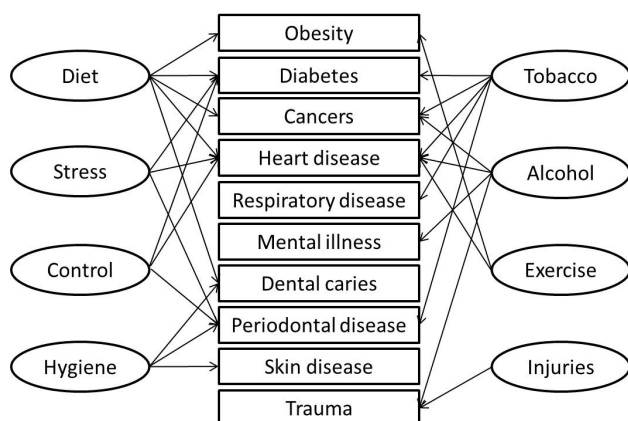 Obesity
Diet
Diabetes
Tobacco
Cancers
Stress
Heart disease
Alcohol
Respiratory disease
Mental illness
Control
Dental caries
Exercise
Periodontal disease
Hygiene
Skin disease
Injuries
Trauma